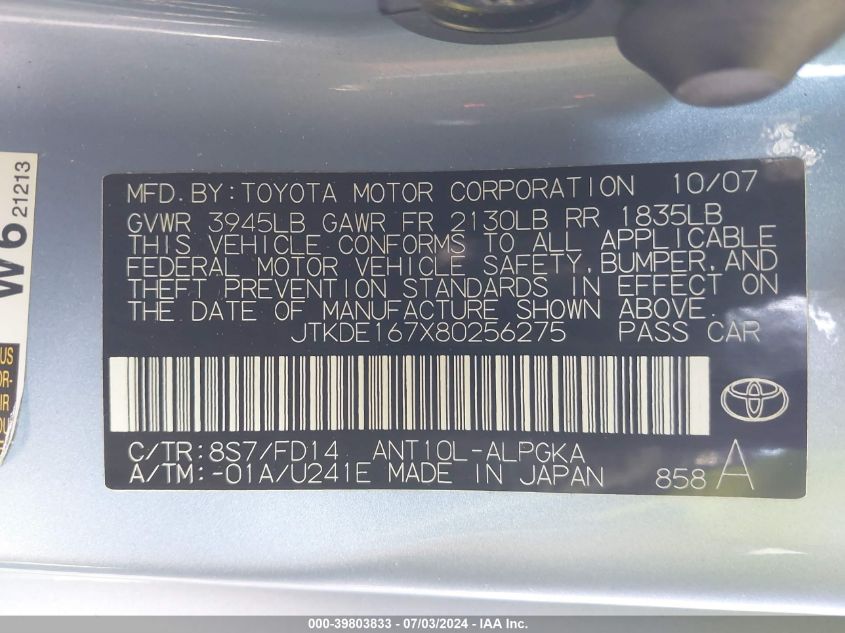 MFD. BY: TOYOTA MOTOR CORPORATION 10/07
GVWR 3945LB GAWR FR 2130LB RR 1835LB
THIS VEHICLE CONFORMS TO ALL APPLICABLE
FEDERAL MOTOR VEHICLE SAFETY, BUMPER, AND
THEFT PREVENTION STANDARDS IN EFFECT ON
THE DATE OF MANUFACTURE SHOWN ABOVE.
JTKDE167X80256275 PASS CAR
C/TR: 8S7/FD14 ANT10L-ALPGKA
A/TM: -01A/U241E MADE IN JAPAN 858 A
W6
21213
000-39803833 / 07/03/2024 - IAA Inc.